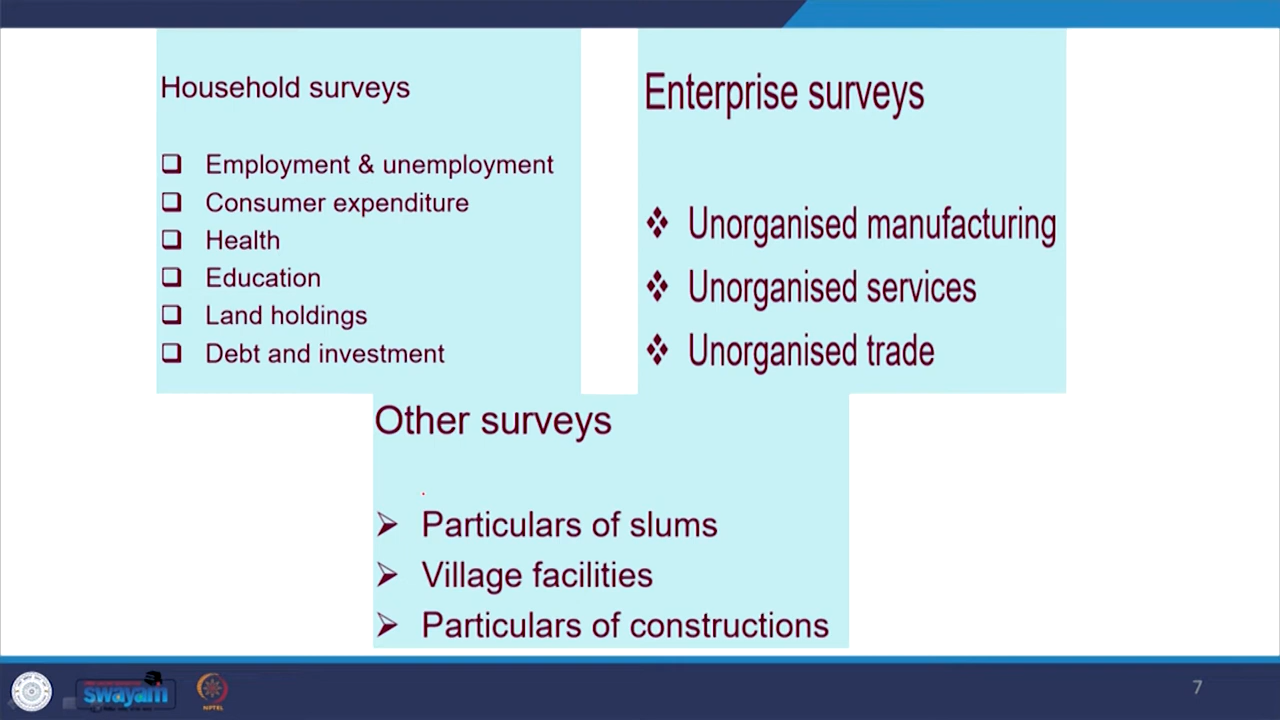 Household surveys
Employment & unemployment
Consumer expenditure
Health
Education
Land holdings
Debt and investment
Enterprise surveys
Unorganised manufacturing
Unorganised services
Unorganised trade
Other surveys
Particulars of slums
Village facilities
Particulars of constructions
swayam
NPTEL
7